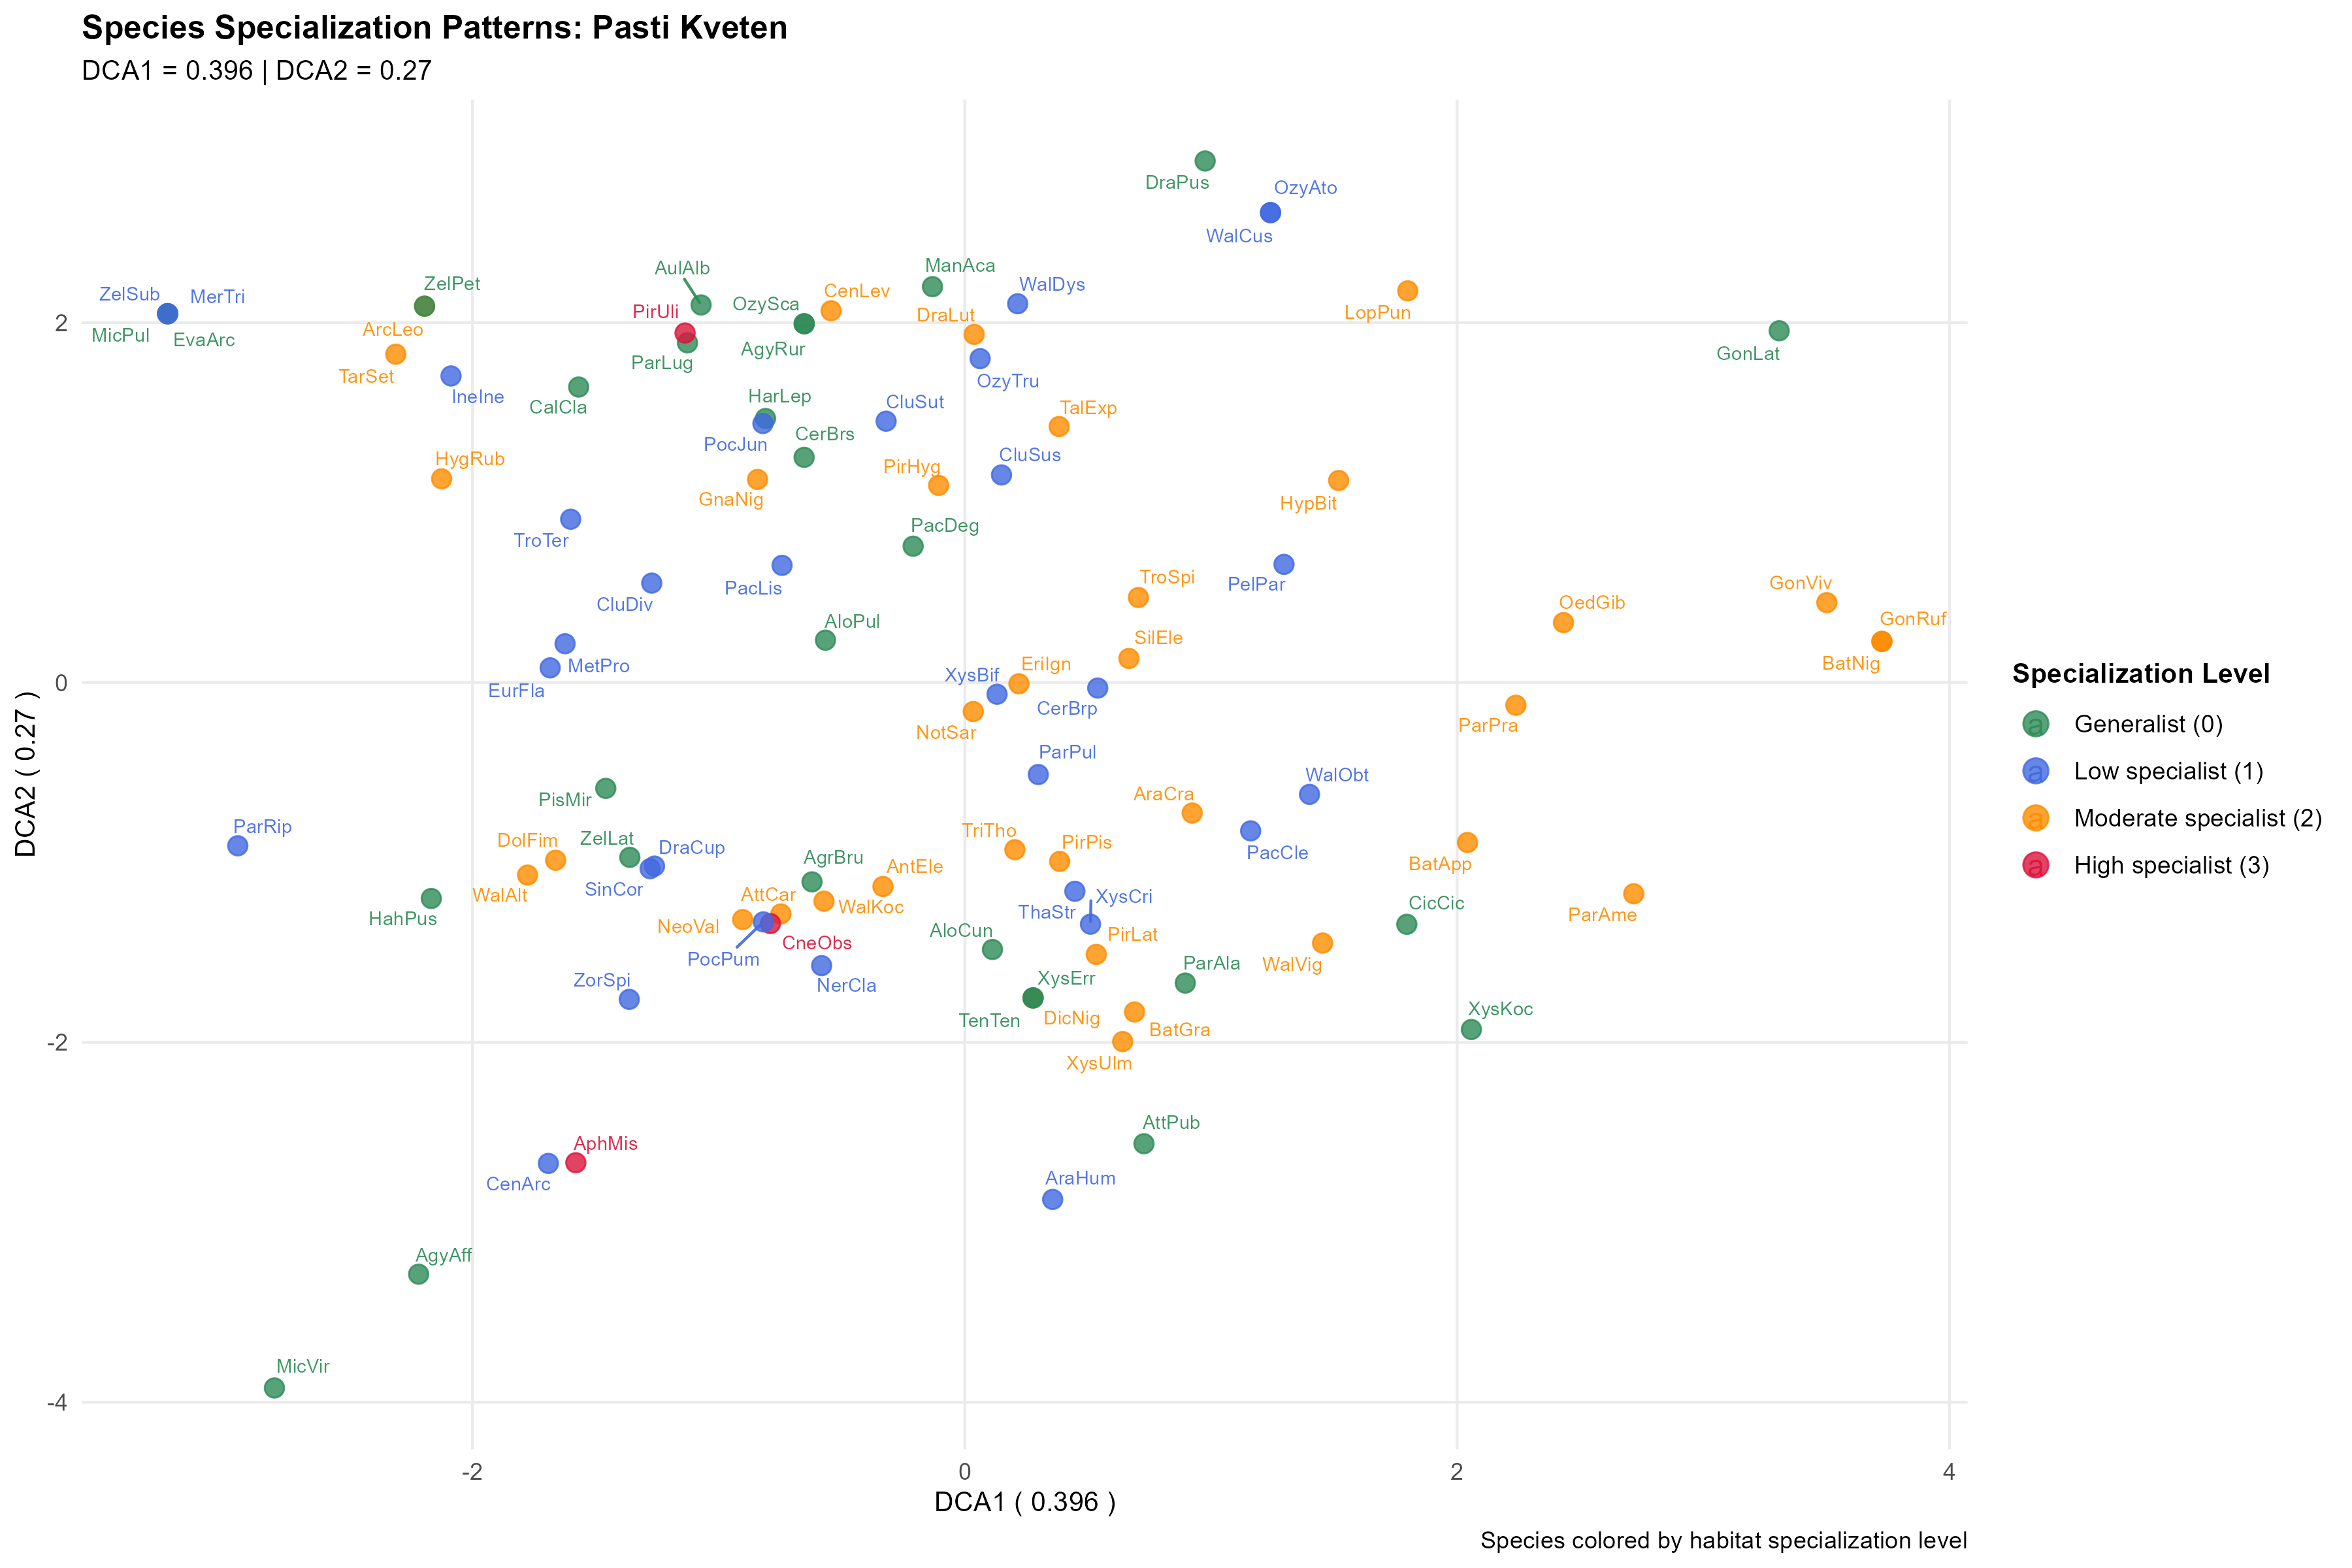 Species Specialization Patterns: Pasti Kveten
DCA1 = 0.396 | DCA2 = 0.27
DraPus
OzyAto
WalCus
AulAlb
ManAca
ZelPet
WalDys
CenLev
ZelSub
MerTri
OzySca
PirUli
DraLut
LopPun
ArcLeo
MicPul
EvaArc
AgyRur
GonLat
ParLug
TarSet
OzyTru
IneIne
HarLep
CluSut
CalCla
TalExp
CerBrs
PocJun
CluSus
HygRub
PirHyg
GnaNig
HypBit
PacDeg
TroTer
TroSpi
GonViv
PelPar
PacLis
OedGib
CluDiv
GonRuf
AloPul
SilEle
EriIgn
BatNig
MetPro
XysBif
EurFla
CerBrp
ParPra
NotSar
ParPul
WalObt
AraCra
PisMir
ParRip
TriTho
ZelLat
DolFim
PirPis
DraCup
PacCle
AgrBru
BatApp
AntEle
SinCor
AttCar
WalAlt
XysCri
CicCic
WalKoc
ThaStr
ParAme
HahPus
NeoVal
AloCun
PirLat
CneObs
PocPum
ParAla
WalVig
ZorSpi
XysErr
NerCla
XysKoc
DicNig
TenTen
BatGra
XysUlm
AttPub
AphMis
AraHum
CenArc
AgyAff
MicVir
2
0
-2
-4
-2
0
2
4
DCA2 ( 0.27 )
DCA1 ( 0.396 )
Specialization Level
a Generalist (0)
a Low specialist (1)
a Moderate specialist (2)
a High specialist (3)
Species colored by habitat specialization level